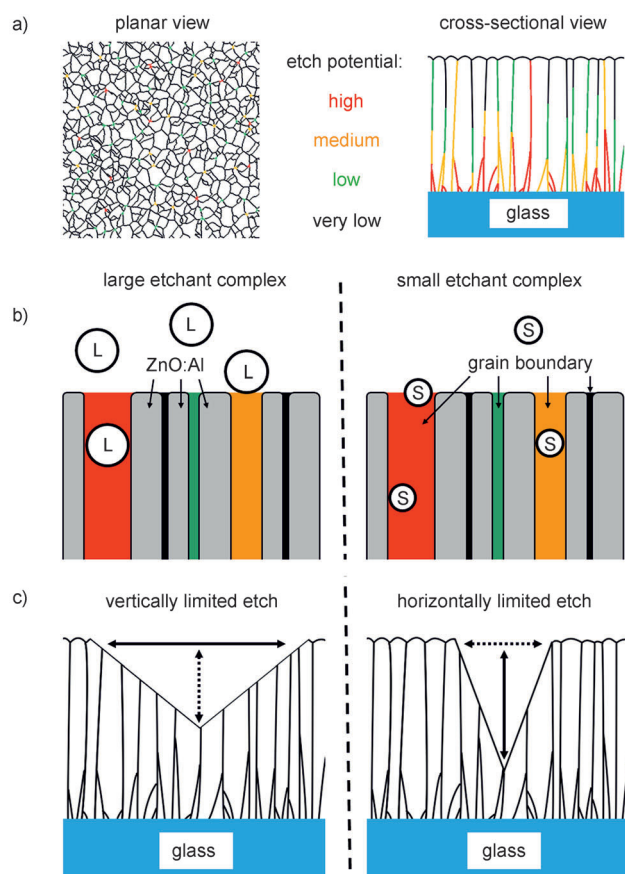 a)
planar view
cross-sectional view
etch potential:
high
medium
low
very low
glass
large etchant complex
small etchant complex
b)
L
L
L
L
ZnO:Al
S
S
S
S
grain boundary
c)
vertically limited etch
horizontally limited etch
glass
glass